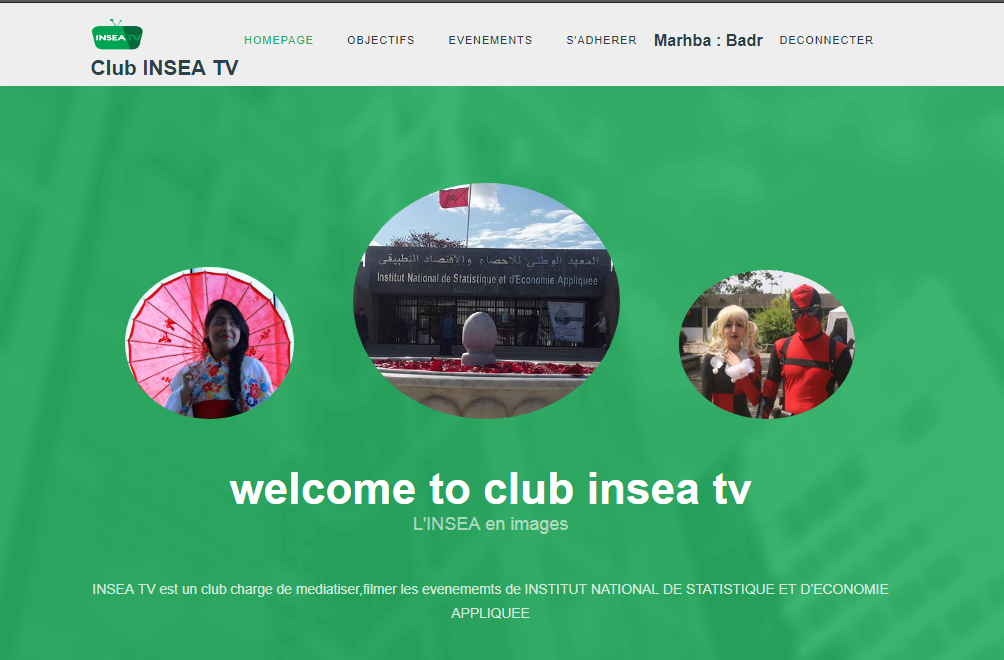 INSEA TV
Club INSEA TV
HOMEPAGE
OBJECTIFS
EVENEMENTS
S'ADHERER
Marhba : Badr
DECONNECTER
المعهد الوطني للاحصاء والاقتصاد التطبيقي
Institut National de Statistique et d'Economie Appliquee
welcome to club insea tv
L'INSEA en images
INSEA TV est un club charge de mediatiser,filmer les evenememts de INSTITUT NATIONAL DE STATISTIQUE ET D'ECONOMIE
APPLIQUEE